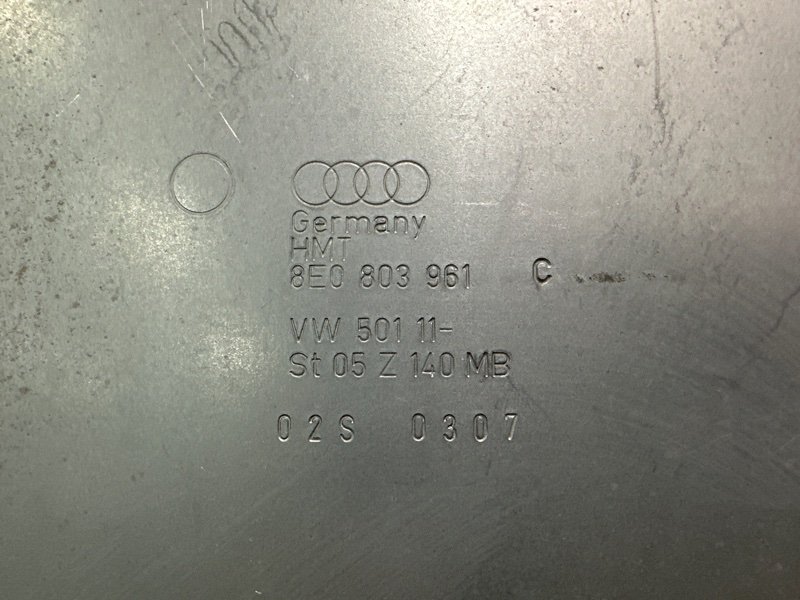 Germany
HMT
8E0 803 961 C
VW 501 11-
St 05 Z 140 MB
02S 0307